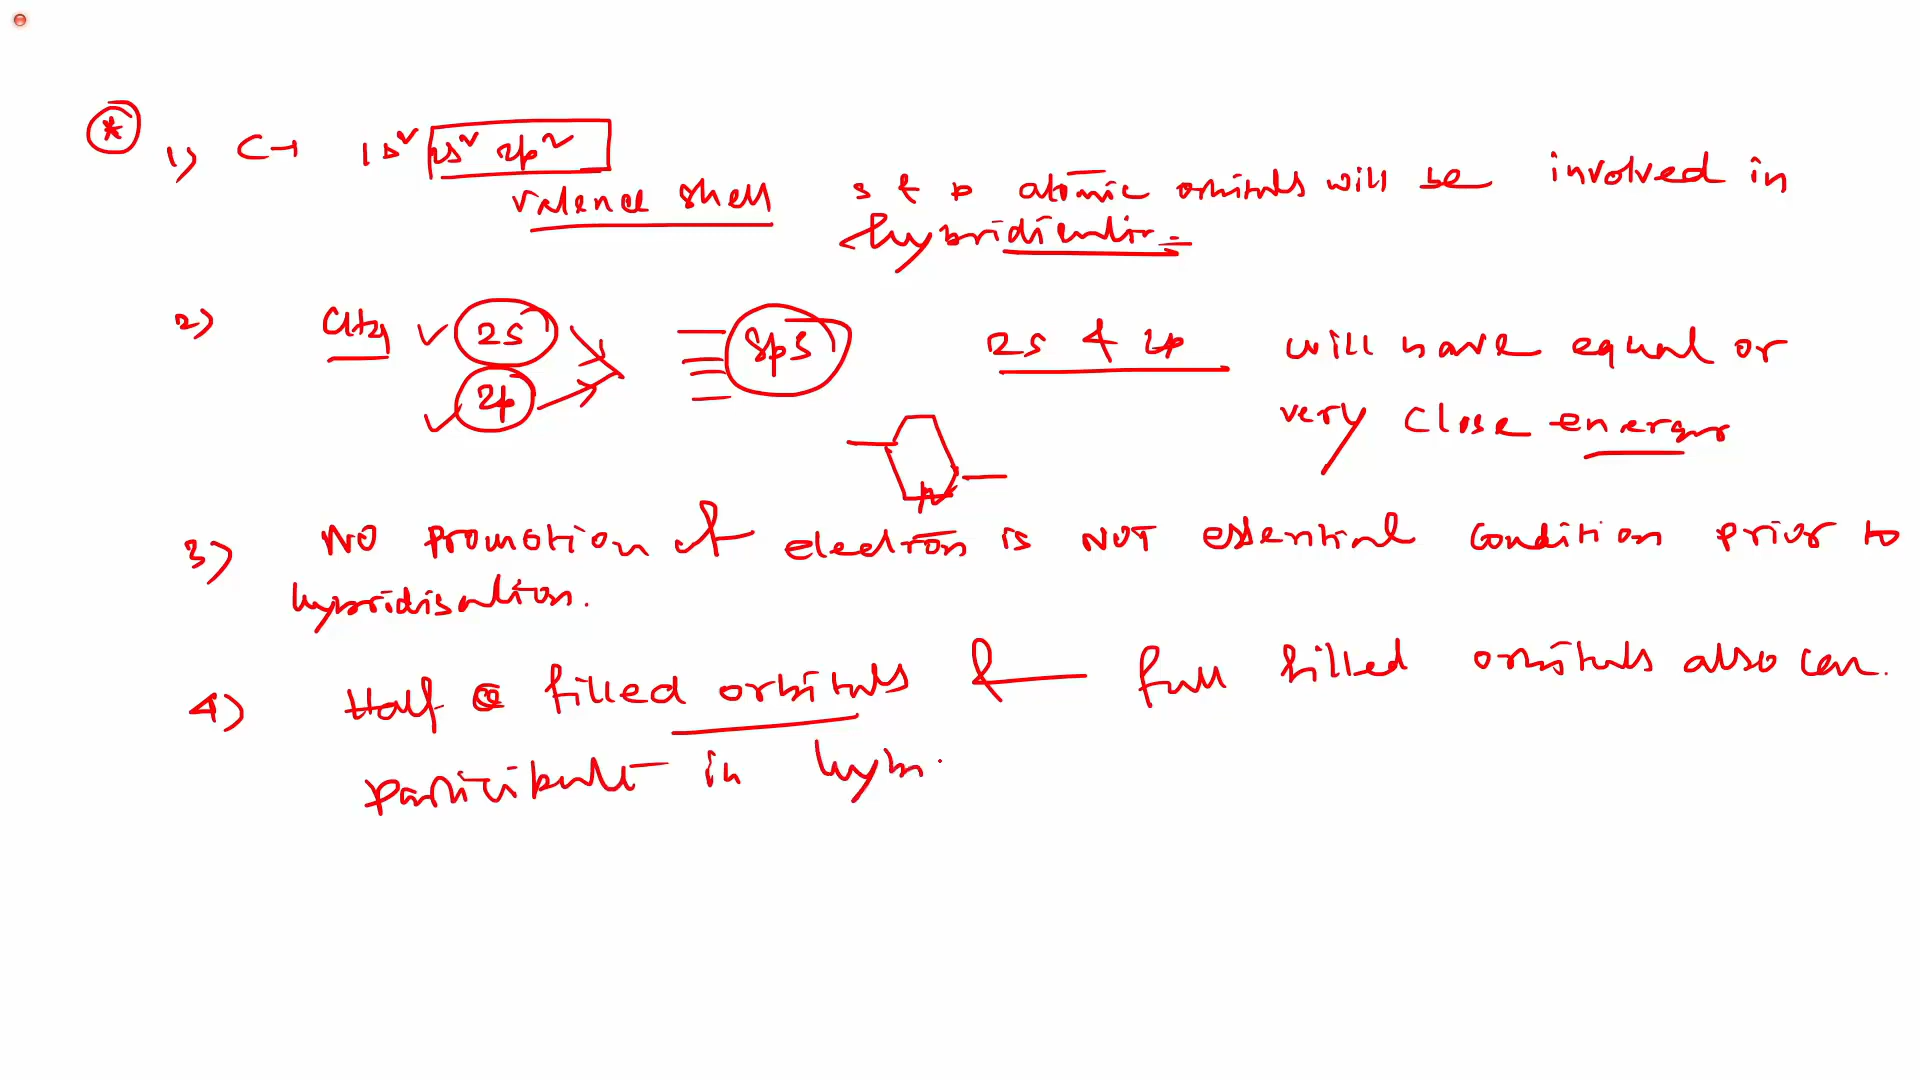 * 1) C → 1s² 2s² 2p²
valence shell s & p atomic orbitals will be involved in
hybridisation =
2) CH4 ✓ 2s sp3 2s & 2p will have equal or
✓ 2p very close energy
N
3) NO promotion of electron is NOT essential condition prior to
hybridisation.
4) Half filled orbitals & full filled orbitals also can.
participate in hyb.